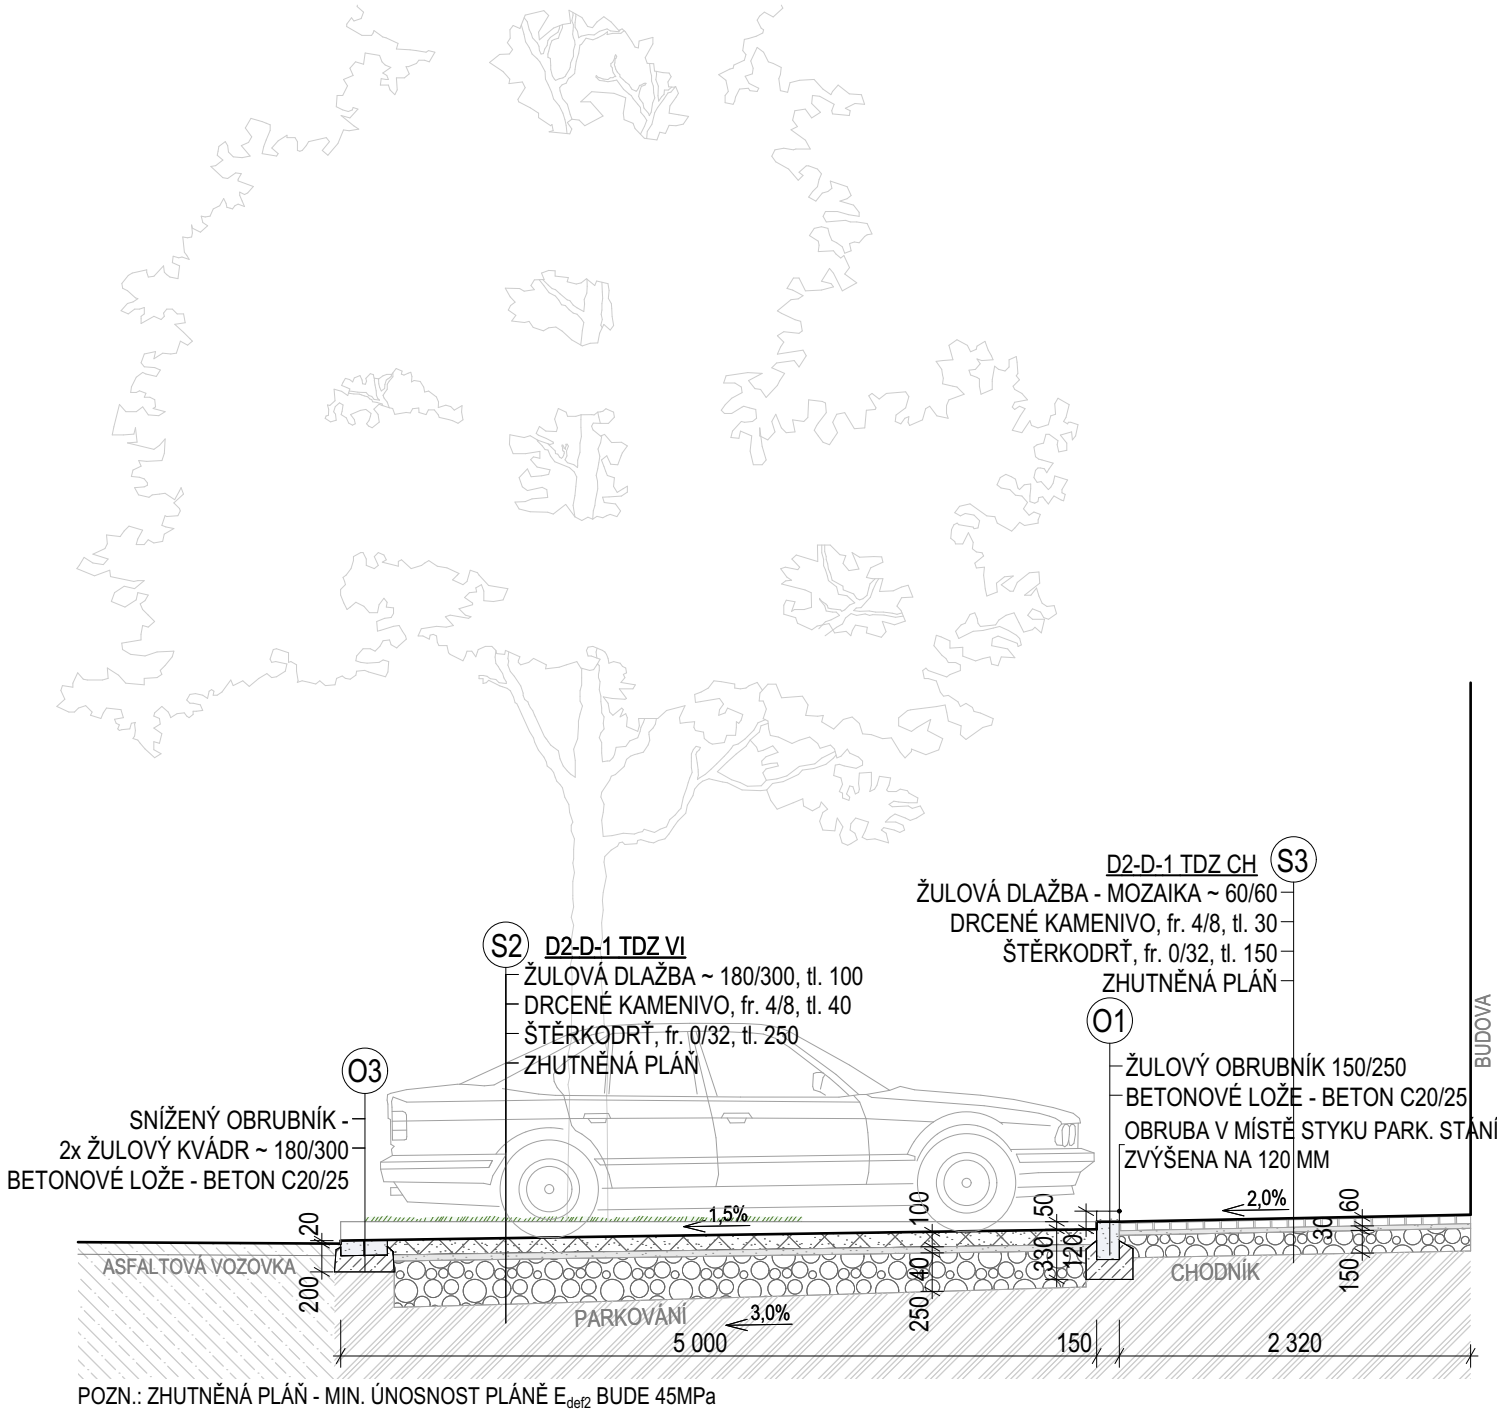 D2-D-1 TDZ CH
S3
ŽULOVÁ DLAŽBA - MOZAIKA ~ 60/60
DRCENÉ KAMENIVO, fr. 4/8, tl. 30
ŠTĚRKODRŤ, fr. 0/32, tl. 150
ZHUTNĚNÁ PLÁŇ
S2
D2-D-1 TDZ VI
ŽULOVÁ DLAŽBA ~ 180/300, tl. 100
DRCENÉ KAMENIVO, fr. 4/8, tl. 40
ŠTĚRKODRŤ, fr. 0/32, tl. 250
ZHUTNĚNÁ PLÁŇ
O1
ŽULOVÝ OBRUBNÍK 150/250
BETONOVÉ LOŽE - BETON C20/25
OBRUBA V MÍSTĚ STYKU PARK. STÁNÍ
ZVÝŠENA NA 120 MM
BUDOVA
O3
SNÍŽENÝ OBRUBNÍK -
2x ŽULOVÝ KVÁDR ~ 180/300
BETONOVÉ LOŽE - BETON C20/25
20
200
1,5%
100
40
250
50
330
120
2,0%
60
30
150
ASFALTOVÁ VOZOVKA
CHODNÍK
PARKOVÁNÍ
3,0%
5 000
150
2 320
POZN.: ZHUTNĚNÁ PLÁŇ - MIN. ÚNOSNOST PLÁNĚ Edef2 BUDE 45MPa